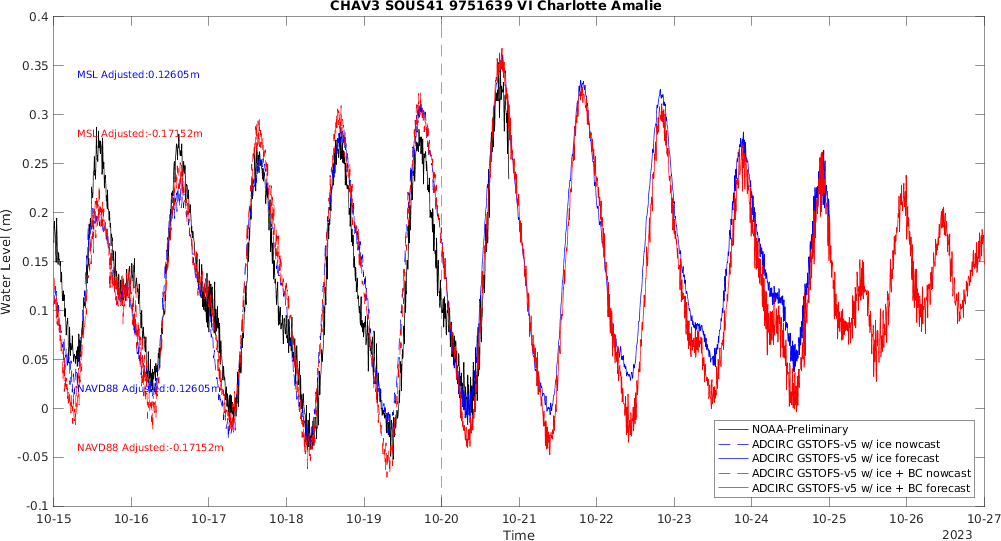 CHAV3 SOUS41 9751639 VI Charlotte Amalie
0.4
0.35
0.3
0.25
0.2
0.15
0.1
0.05
0
-0.05
-0.1
Water Level (m)
MSL Adjusted:0.12605m
MSL Adjusted:-0.17152m
NAVD88 Adjusted:0.12605m
NAVD88 Adjusted:-0.17152m
NOAA-Preliminary
ADCIRC GSTOFS-v5 w/ ice nowcast
ADCIRC GSTOFS-v5 w/ ice forecast
ADCIRC GSTOFS-v5 w/ ice + BC nowcast
ADCIRC GSTOFS-v5 w/ ice + BC forecast
10-15 10-16 10-17 10-18 10-19 10-20 10-21 10-22 10-23 10-24 10-25 10-26 10-27
Time
2023